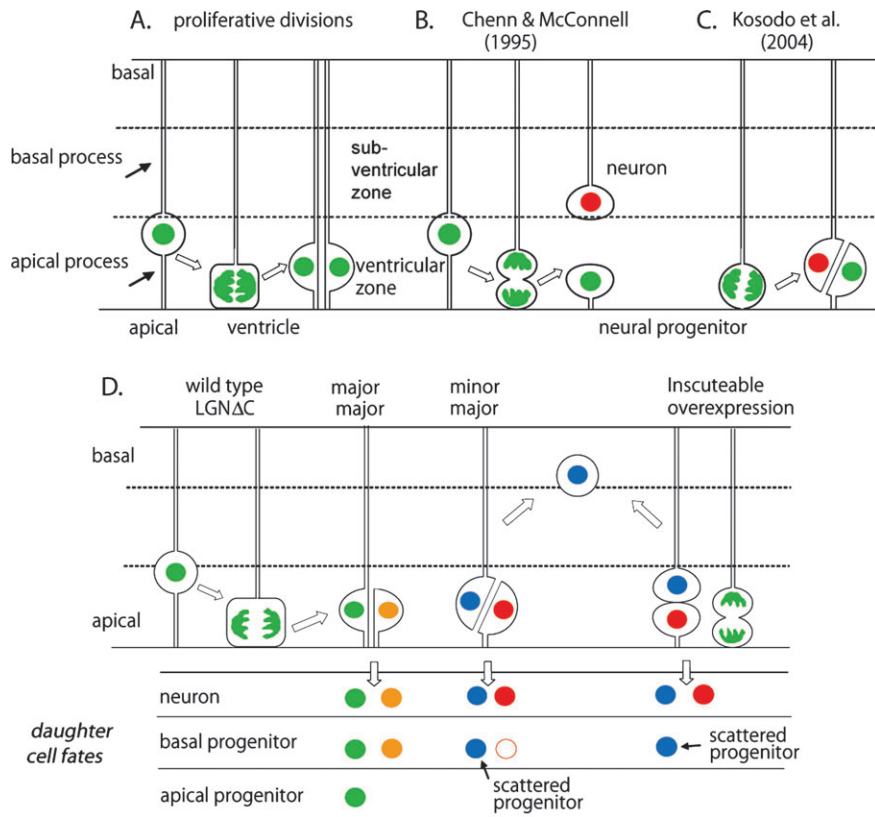 A. proliferative divisions
B. Chenn & McConnell
(1995)
C. Kosodo et al.
(2004)
basal
basal process
sub-
ventricular
zone
neuron
apical process
ventricular
zone
apical
ventricle
neural progenitor
D.
wild type
LGNΔC
major
major
minor
major
Inscuteable
overexpression
basal
apical
neuron
daughter
cell fates
basal progenitor
scattered
progenitor
scattered
progenitor
apical progenitor